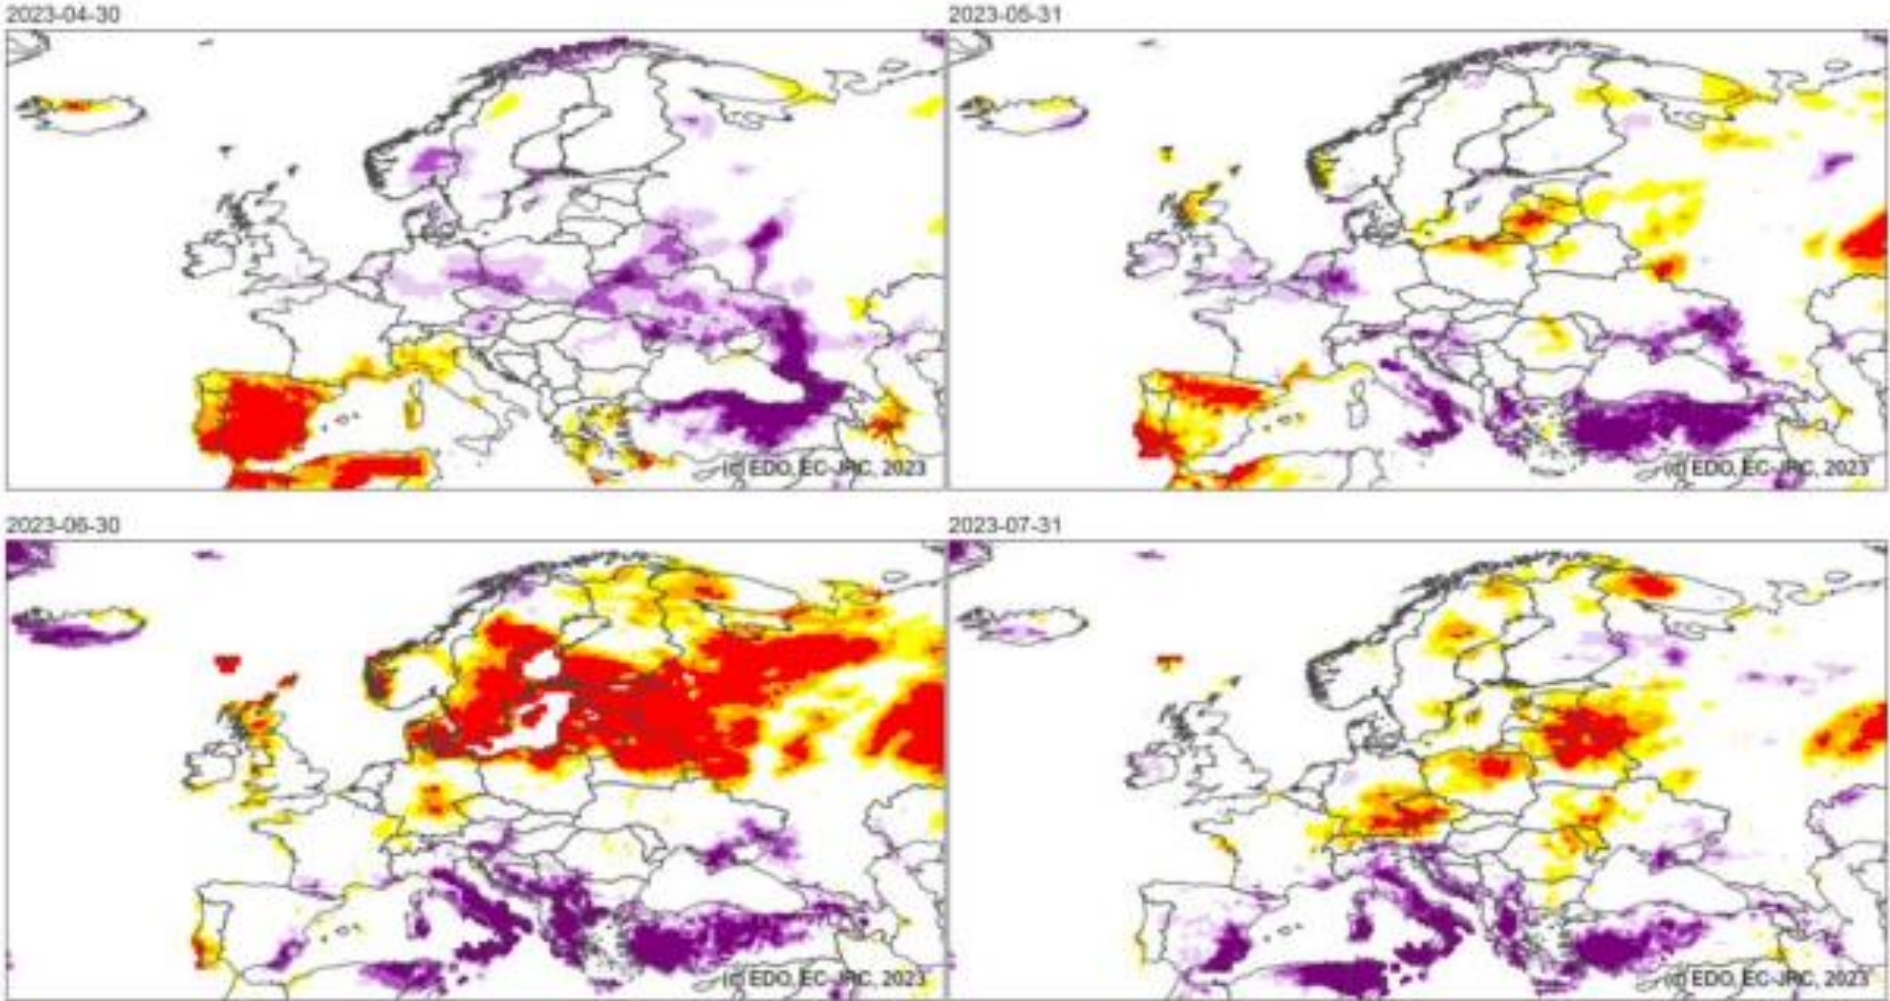 2023-04-30
2023-05-31
(c) EDO, EC-JRC, 2023
(c) EDO, EC-JRC, 2023
2023-06-30
2023-07-31
(c) EDO, EC-JRC, 2023
(c) EDO, EC-JRC, 2023